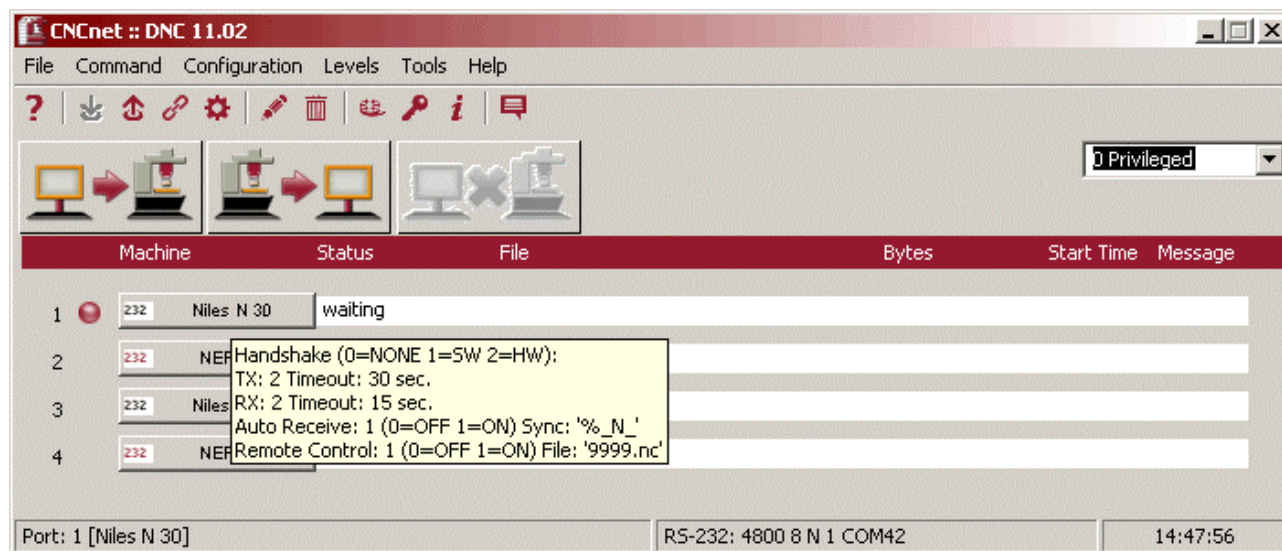 CNCnet :: DNC 11.02
File Command Configuration Levels Tools Help
0 Privileged
Machine Status File Bytes Start Time Message
1 232 Niles N 30 waiting
2 232 NEF
3 232 Niles
4 232 NEF
Handshake (0=NONE 1=SW 2=HW):
TX: 2 Timeout: 30 sec.
RX: 2 Timeout: 15 sec.
Auto Receive: 1 (0=OFF 1=ON) Sync: '%_N_'
Remote Control: 1 (0=OFF 1=ON) File: '9999.nc'
Port: 1 [Niles N 30] RS-232: 4800 8 N 1 COM42 14:47:56